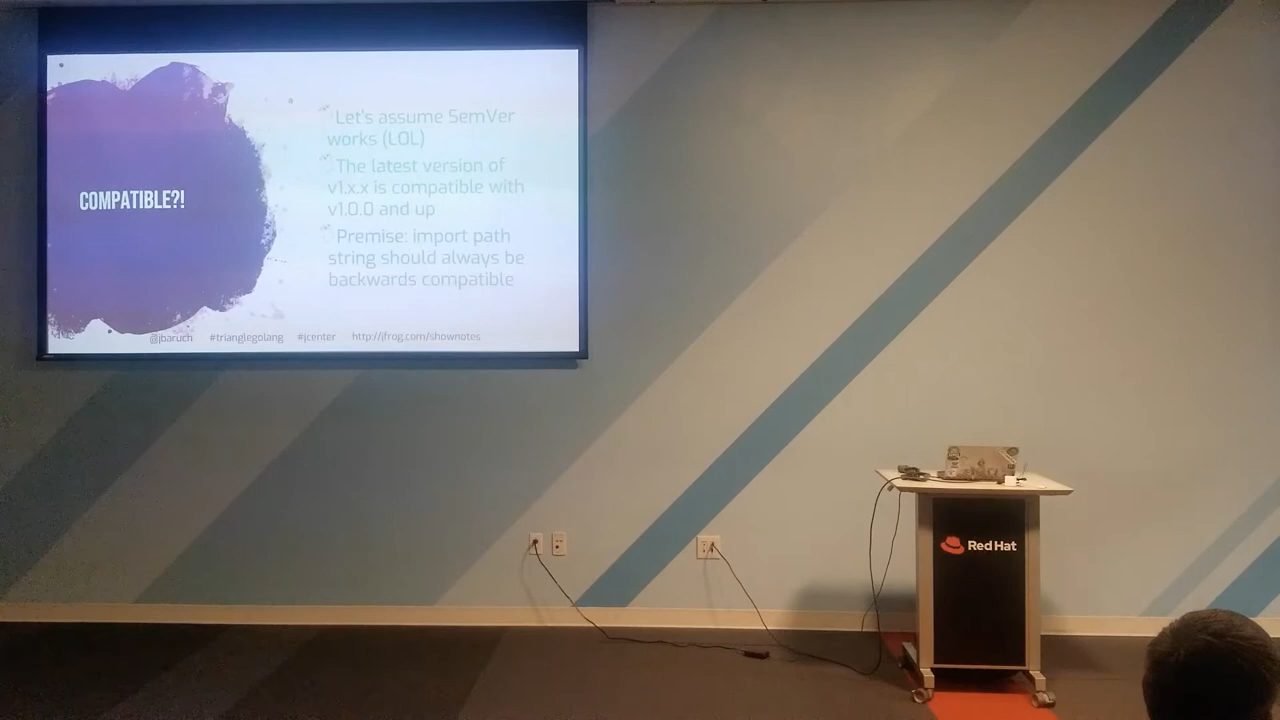 COMPATIBLE?!
Let's assume SemVer
works (LOL)
The latest version of
v1.x.x is compatible with
v1.0.0 and up
Premise: import path
string should always be
backwards compatible
@jbaruch #trianglegolang #jcenter http://jfrog.com/shownotes
Red Hat